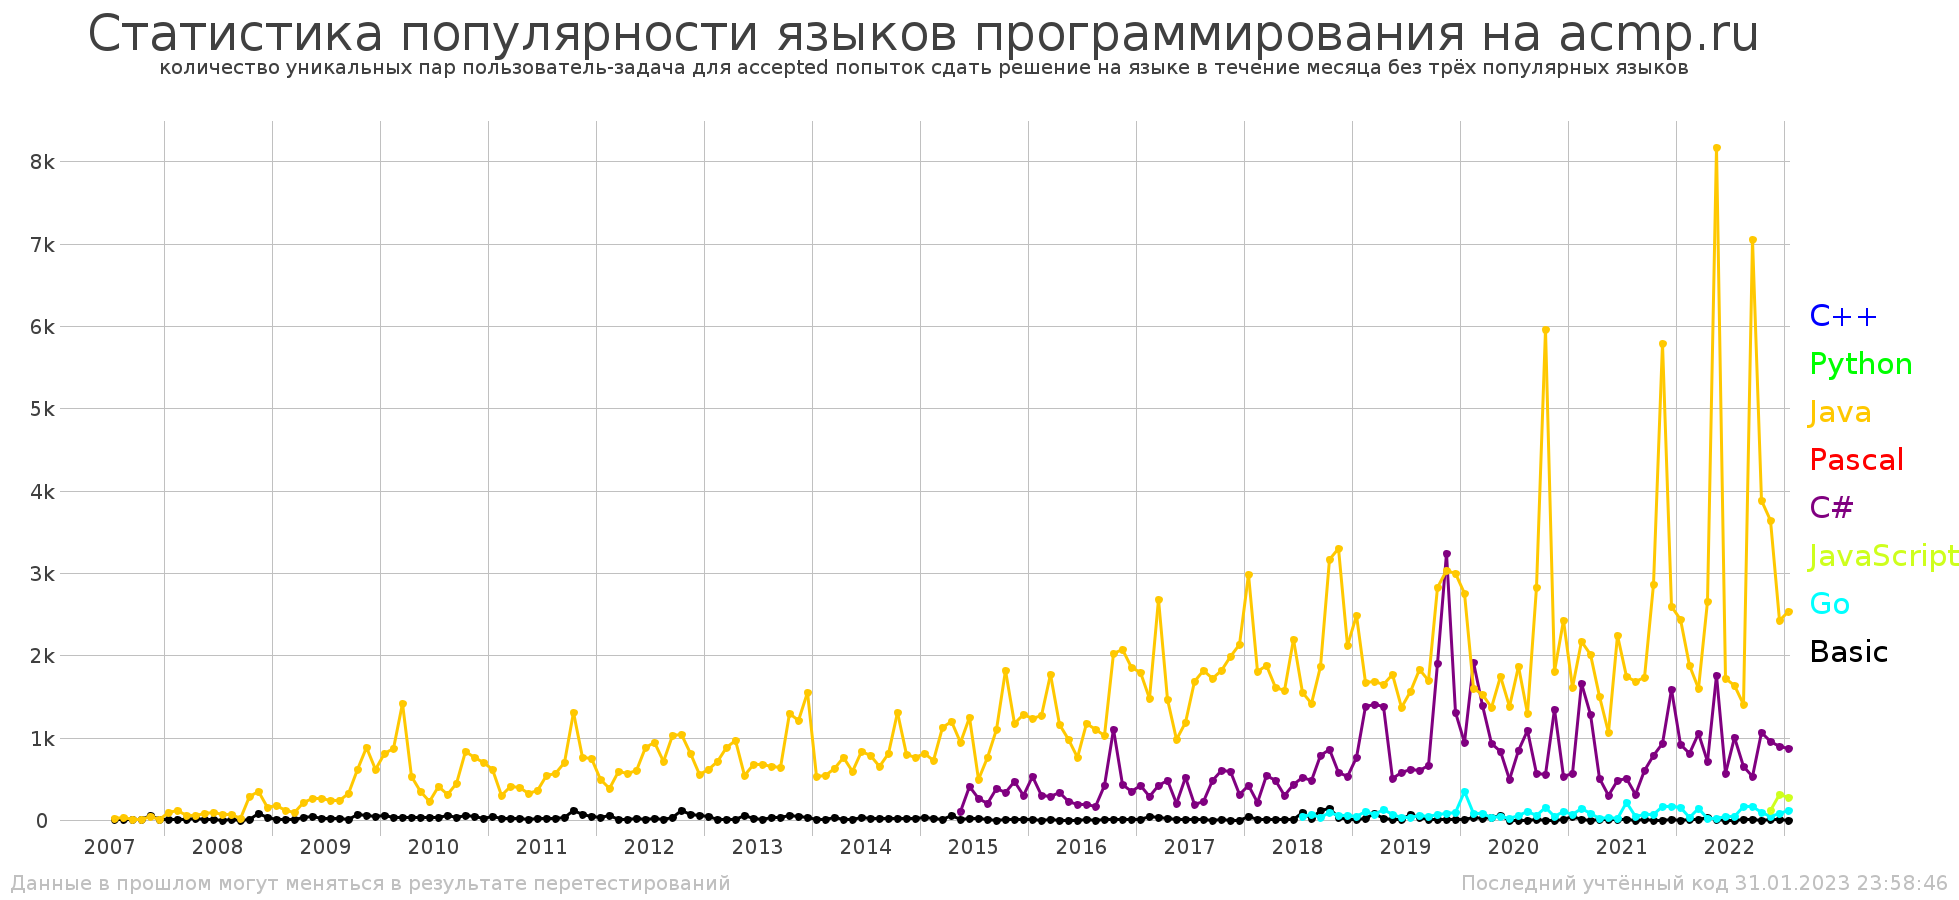 Статистика популярности языков программирования на acmp.ru
количество уникальных пар пользователь-задача для accepted попыток сдать решение на языке в течение месяца без трёх популярных языков
8k
7k
6k
5k
4k
3k
2k
1k
0
C++
Python
Java
Pascal
C#
JavaScript
Go
Basic
2007 2008 2009 2010 2011 2012 2013 2014 2015 2016 2017 2018 2019 2020 2021 2022
Данные в прошлом могут меняться в результате перетестирований
Последний учтённый код 31.01.2023 23:58:46